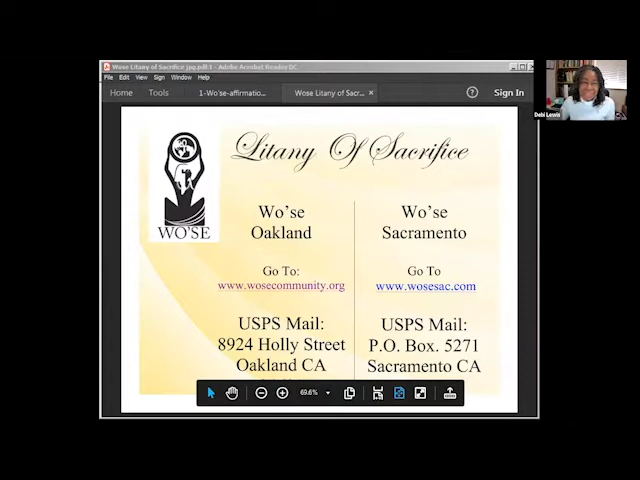 Wose Litany of Sacrifice jpg.pdf.1 - Adobe Acrobat Reader DC
File Edit View Sign Window Help
Home Tools 1-Wo'se-affirmatio... Wose Litany of Sacr... × ? Sign In
Debi Lewis
Litany Of Sacrifice
WO'SE
Wo'se
Oakland
Go To:
www.wosecommunity.org
USPS Mail:
8924 Holly Street
Oakland CA
Wo'se
Sacramento
Go To
www.wosesac.com
USPS Mail:
P.O. Box. 5271
Sacramento CA
69.6%